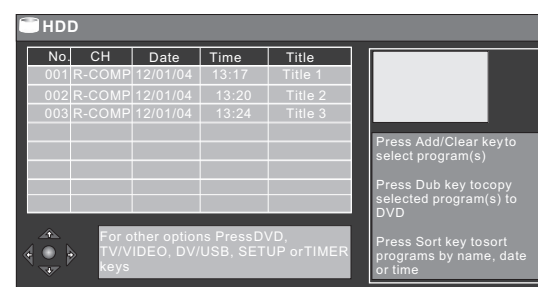 HDD
No. CH Date Time Title
001 R-COMP 12/01/04 13:17 Title 1
002 R-COMP 12/01/04 13:20 Title 2
003 R-COMP 12/01/04 13:24 Title 3
Press Add/Clear keyto
select program(s)
Press Dub key tocopy
selected program(s) to
DVD
Press Sort key tosort
programs by name, date
or time
For other options PressDVD,
TV/VIDEO, DV/USB, SETUP orTIMER
keys